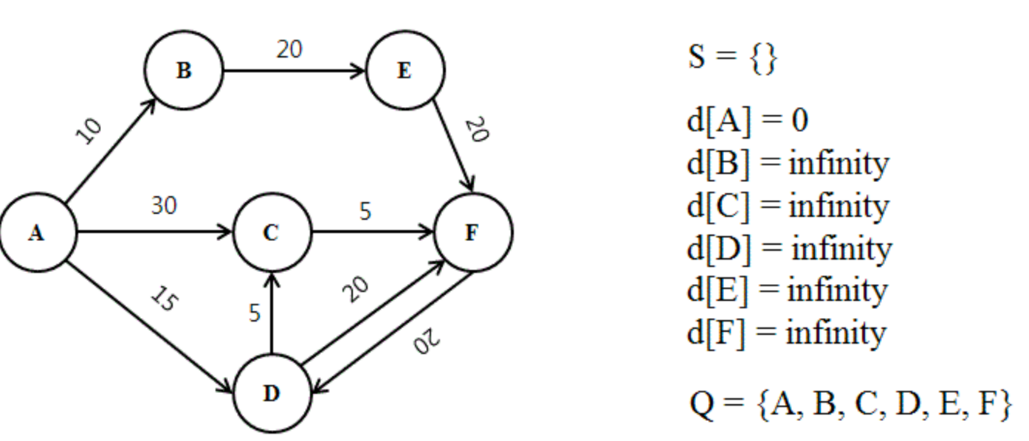 B
20
E
10
20
A
30
C
5
F
15
5
20
20
D
S = {}
d[A] = 0
d[B] = infinity
d[C] = infinity
d[D] = infinity
d[E] = infinity
d[F] = infinity
Q = {A, B, C, D, E, F}